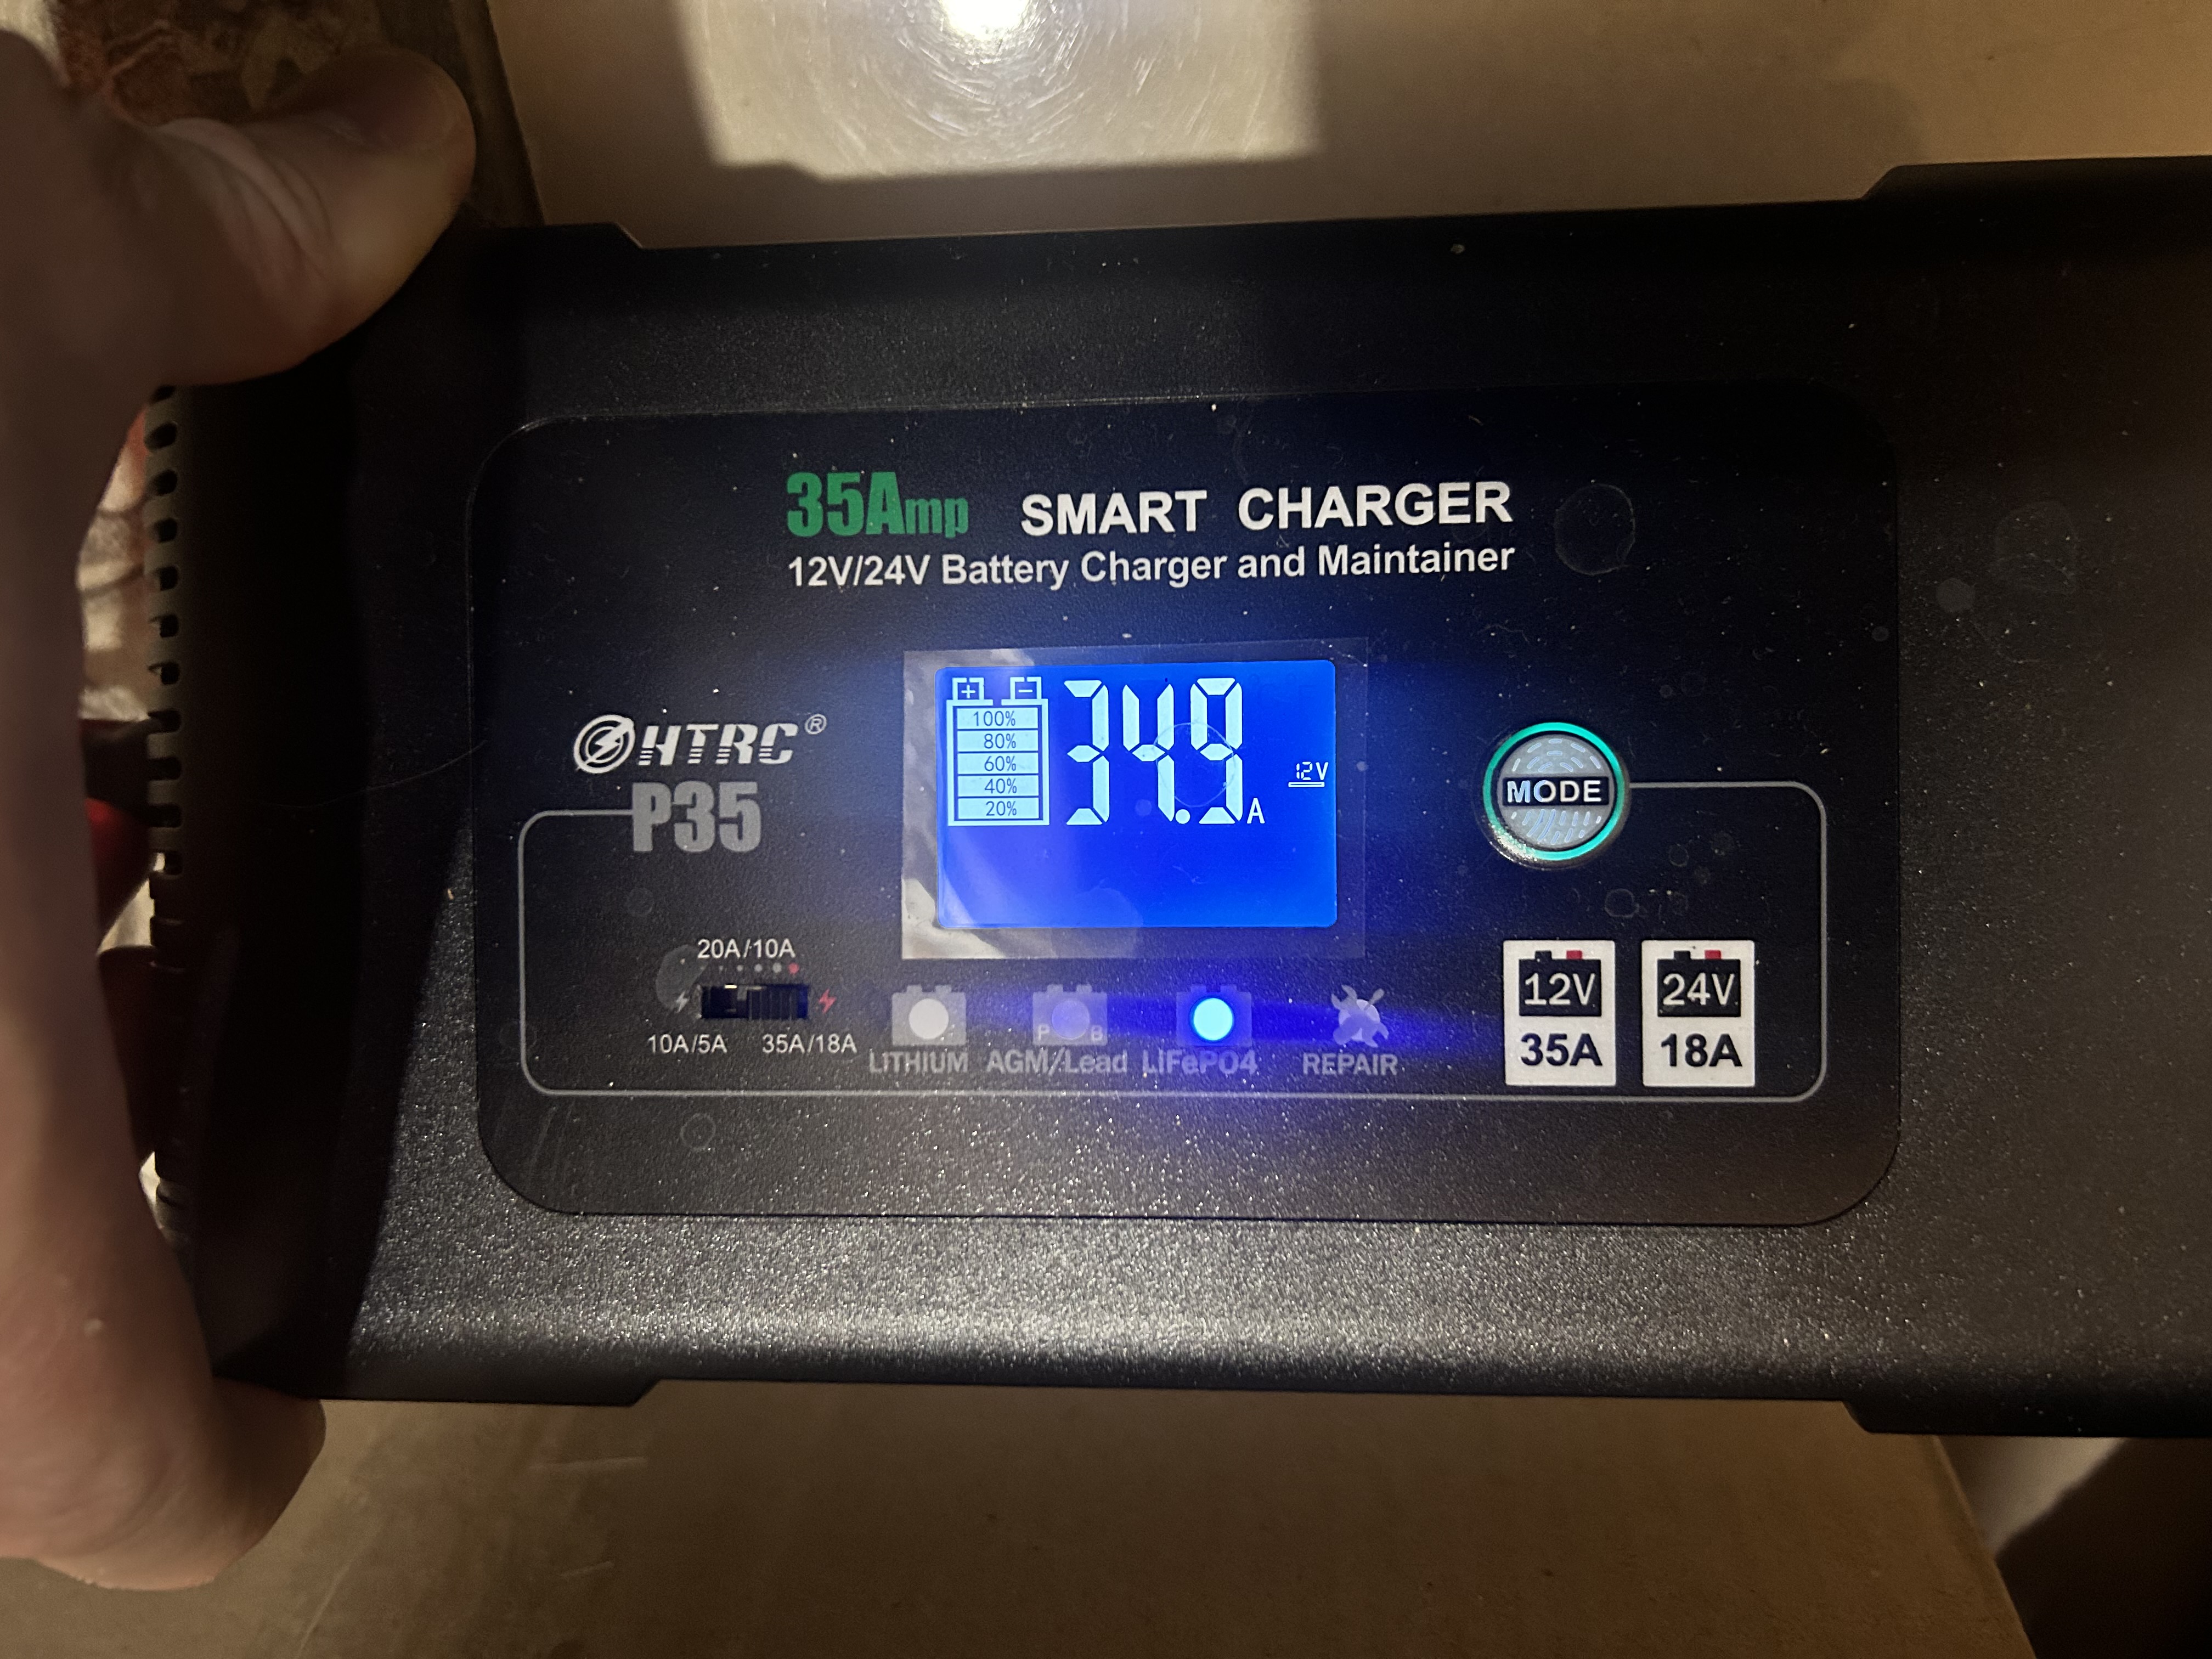 35Amp SMART CHARGER
12V/24V Battery Charger and Maintainer
HTRC®
P35
+ −
100%
80%
60%
40%
20%
34.9A
12V
MODE
20A/10A
10A/5A 35A/18A
LITHIUM
P B
AGM/Lead
LiFePO4
REPAIR
12V
35A
24V
18A